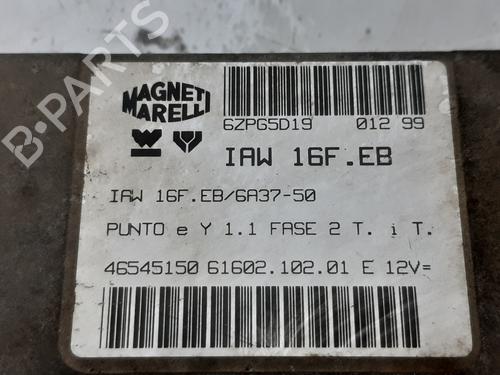 MAGNETI
MARELLI
6ZPG5D19 012 99
IAW 16F.EB
IAW 16F.EB/6A37-50
PUNTO e Y 1.1 FASE 2 T. i T.
46545150 61602.102.01 E 12V=
B-PARTS